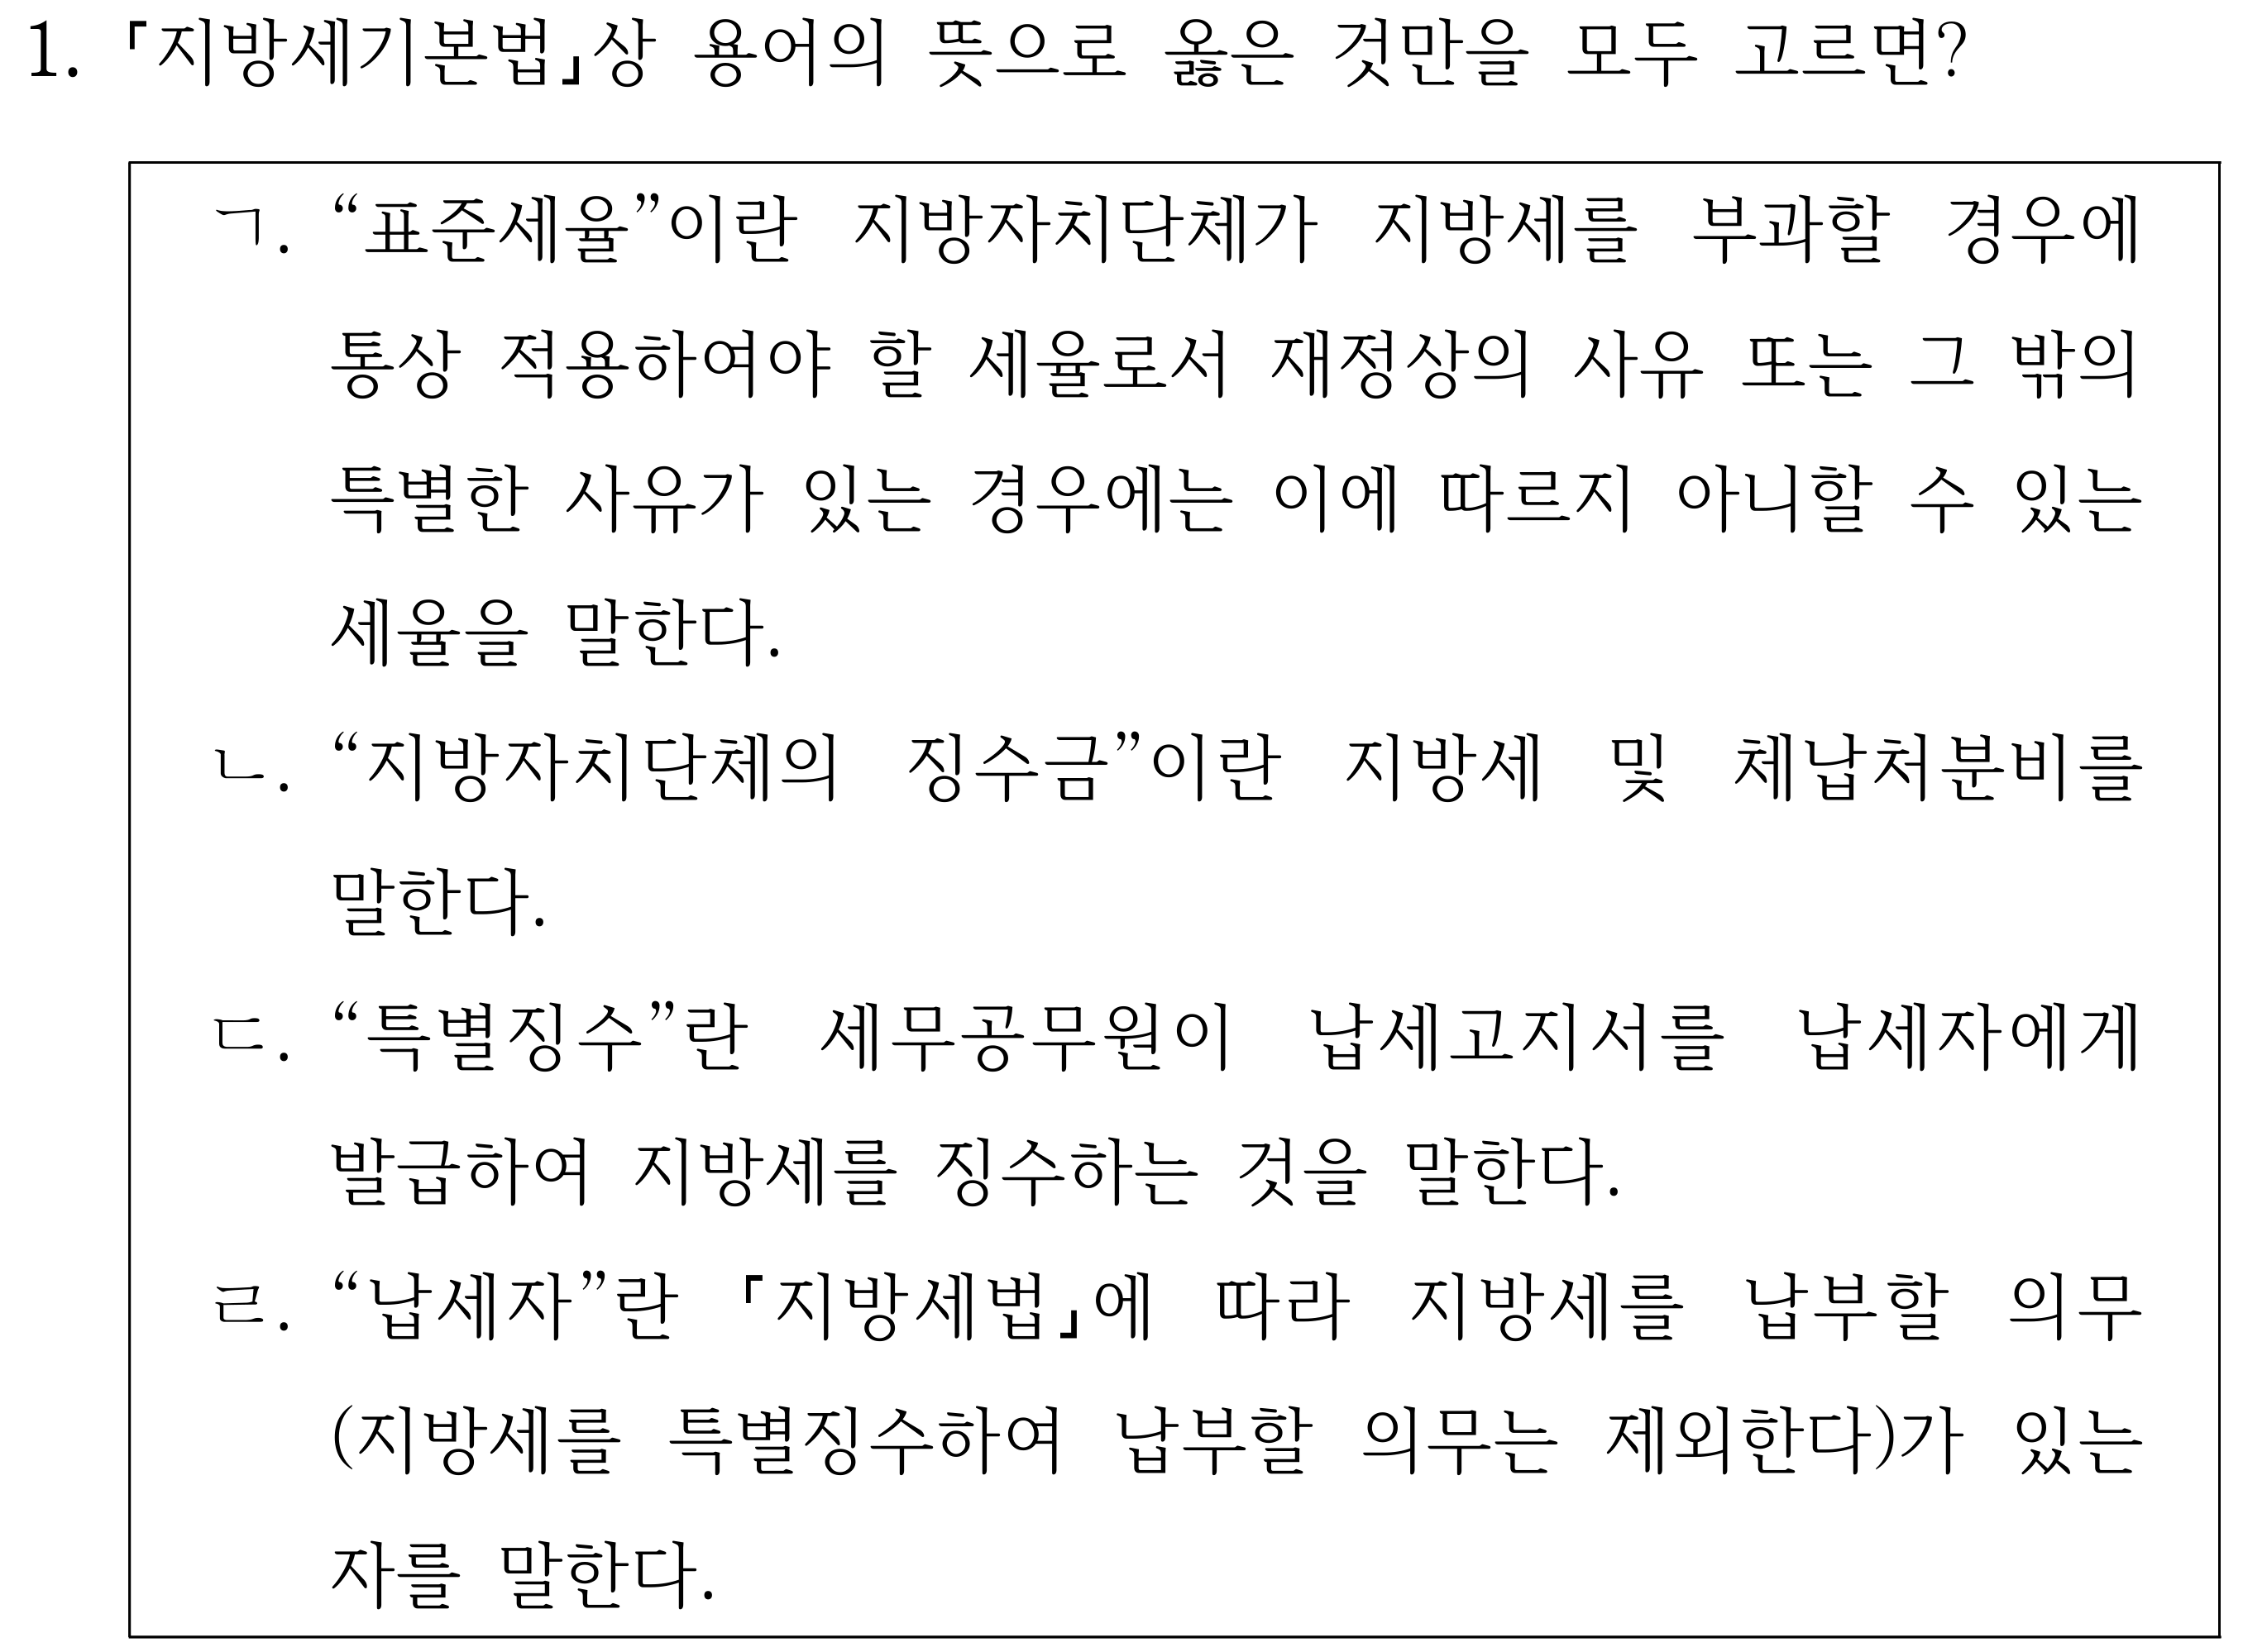 1. 「지방세기본법」상 용어의 뜻으로 옳은 것만을 모두 고르면?
ㄱ. “표준세율”이란 지방자치단체가 지방세를 부과할 경우에
통상 적용하여야 할 세율로서 재정상의 사유 또는 그 밖의
특별한 사유가 있는 경우에는 이에 따르지 아니할 수 있는
세율을 말한다.
ㄴ. “지방자치단체의 징수금”이란 지방세 및 체납처분비를
말한다.
ㄷ. “특별징수”란 세무공무원이 납세고지서를 납세자에게
발급하여 지방세를 징수하는 것을 말한다.
ㄹ. “납세자”란 「지방세법」에 따라 지방세를 납부할 의무
(지방세를 특별징수하여 납부할 의무는 제외한다)가 있는
자를 말한다.